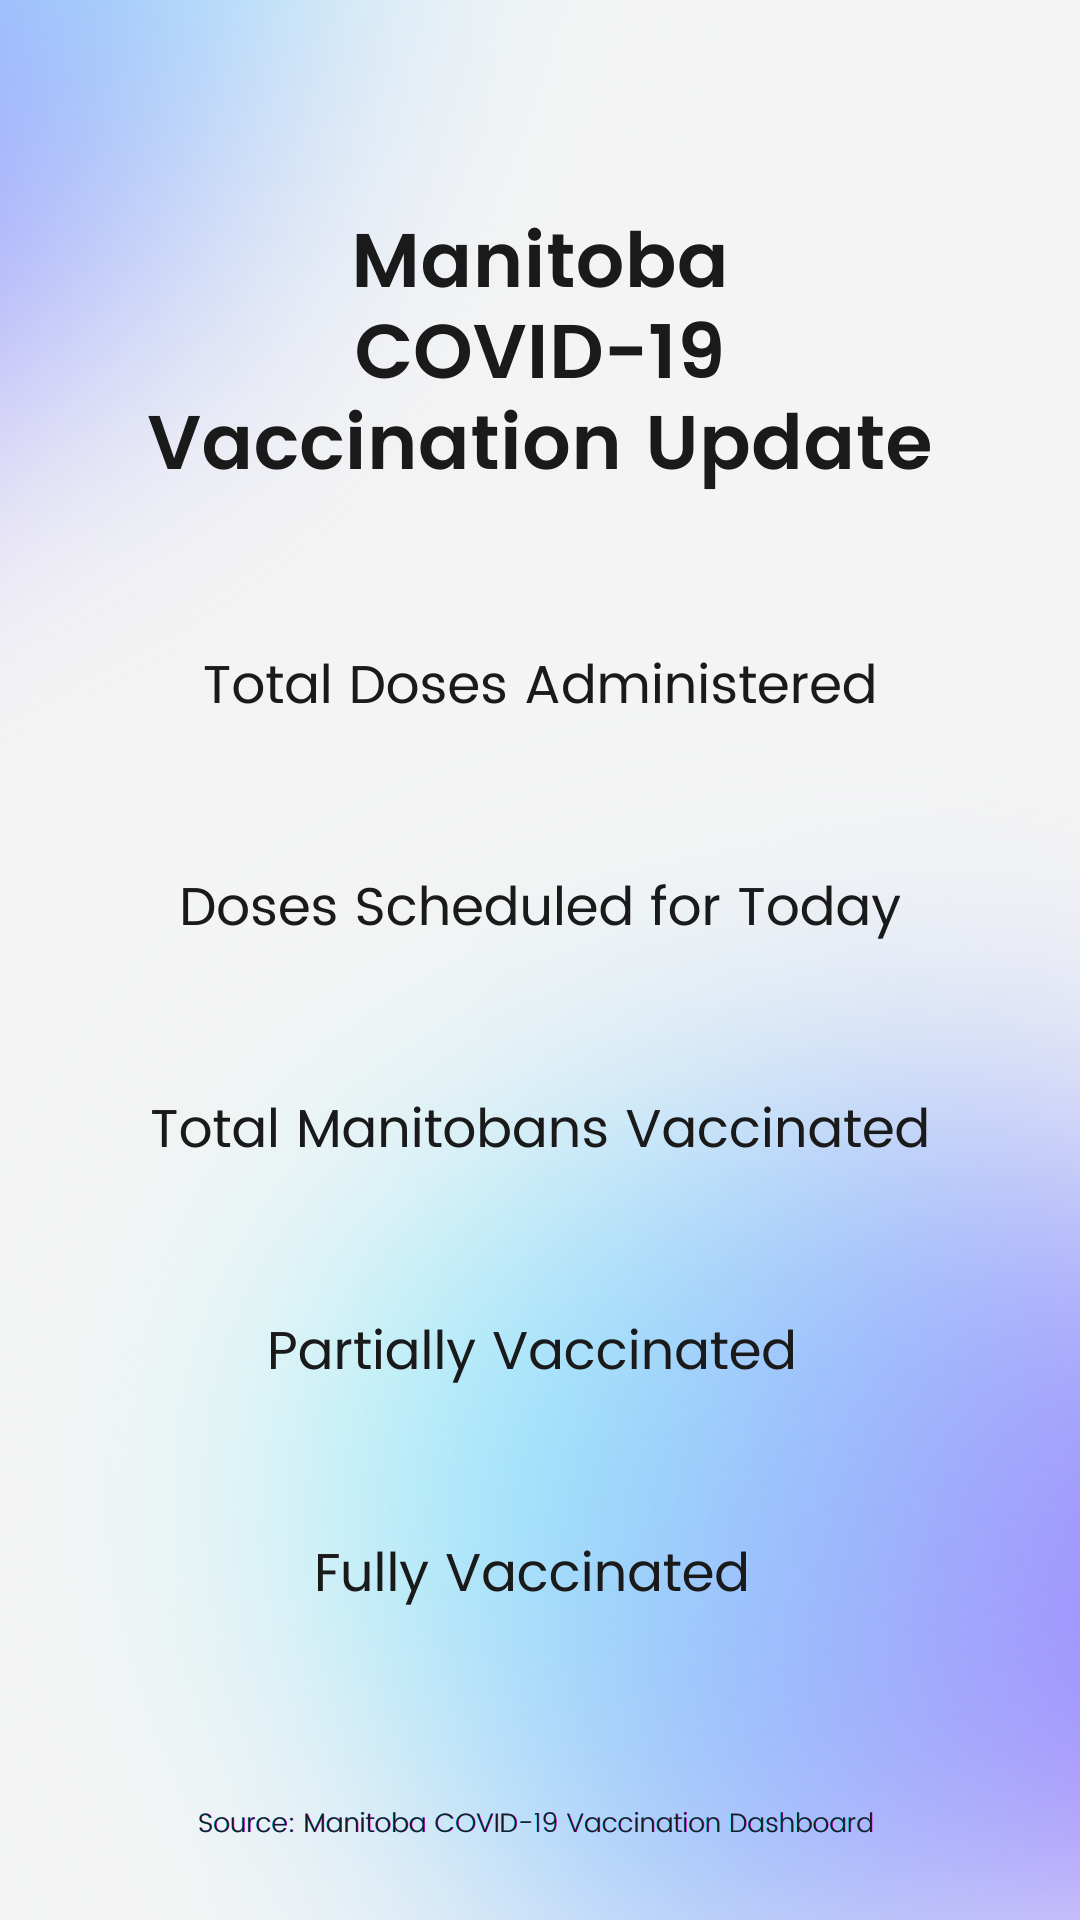 Manitoba
COVID-19
Vaccination Update
Total Doses Administered
Doses Scheduled for Today
Total Manitobans Vaccinated
Partially Vaccinated
Fully Vaccinated
Source: Manitoba COVID-19 Vaccination Dashboard